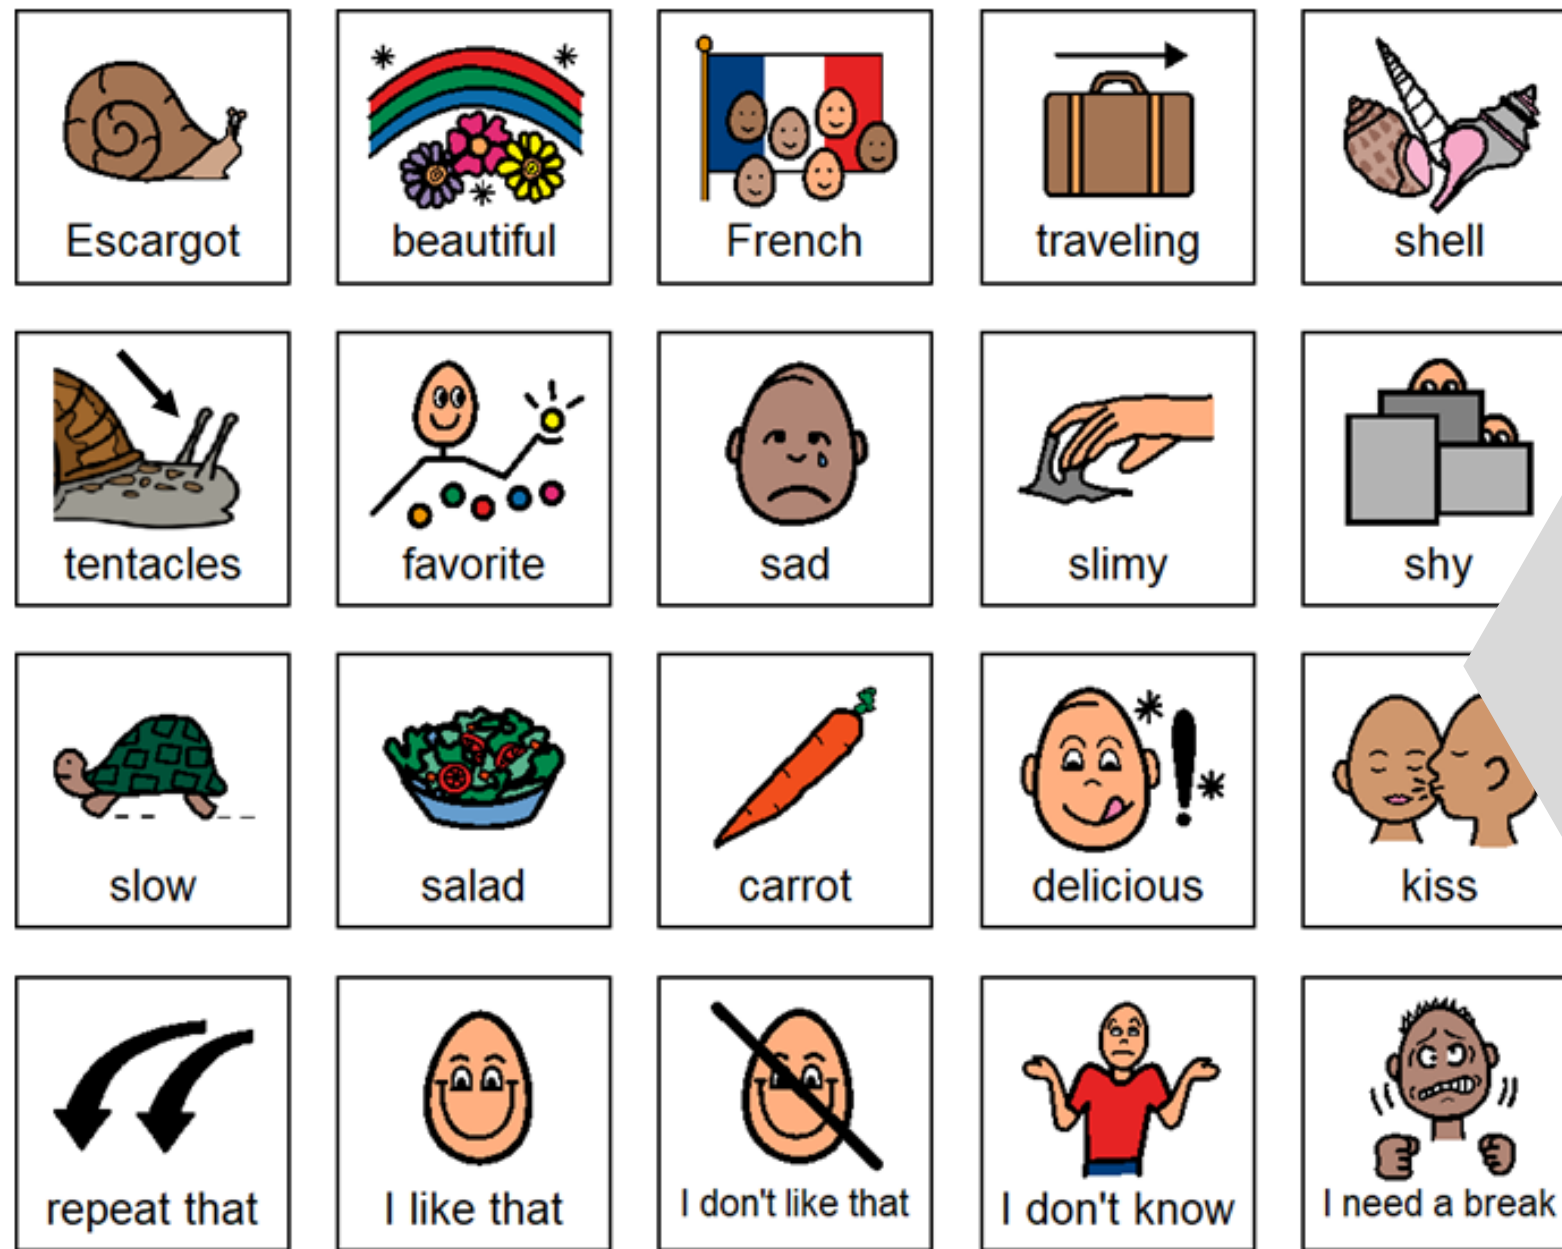 Escargot
beautiful
French
traveling
shell
tentacles
favorite
sad
slimy
shy
slow
salad
carrot
delicious
kiss
repeat that
I like that
I don't like that
I don't know
I need a break